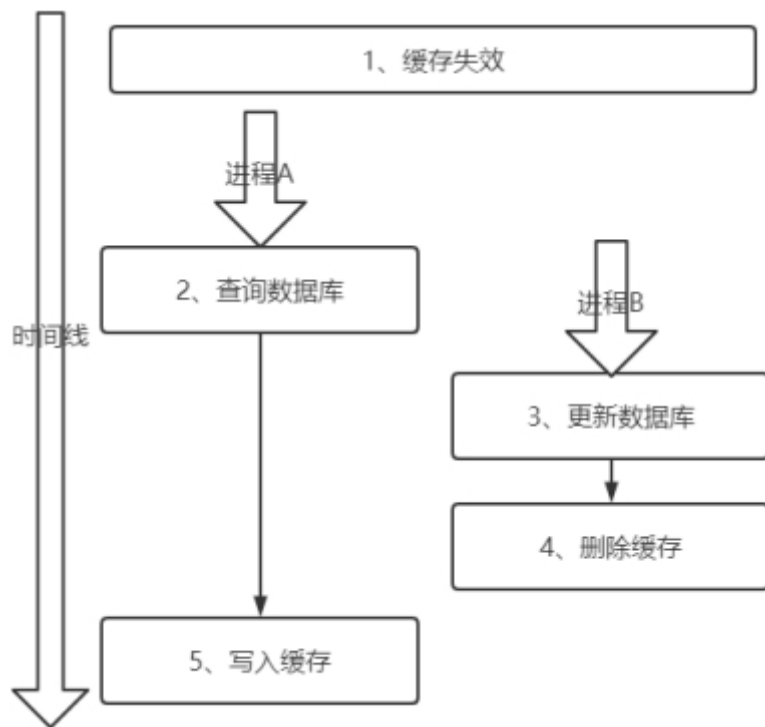 1、缓存失效
进程A
2、查询数据库
进程B
时间线
3、更新数据库
4、删除缓存
5、写入缓存